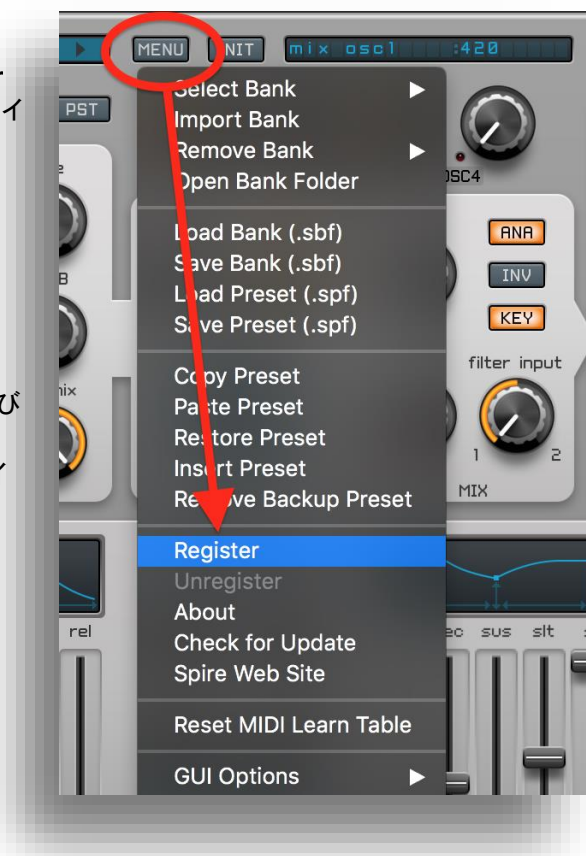 イ
び
MENU INIT mix osc1 :420
PST
Select Bank
Import Bank
Remove Bank
Open Bank Folder
OSC4
Load Bank (.sbf)
Save Bank (.sbf)
Load Preset (.spf)
Save Preset (.spf)
ANA
INV
KEY
B
filter input
mix
1 2
MIX
Copy Preset
Paste Preset
Restore Preset
Insert Preset
Remove Backup Preset
Register
Unregister
About
Check for Update
Spire Web Site
Reset MIDI Learn Table
GUI Options
rel
sus slt